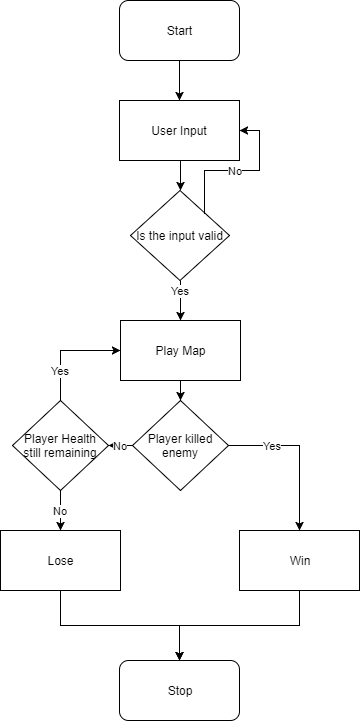 Start
User Input
No
Is the input valid
Yes
Play Map
Yes
Player Health
still remaining
No
Player killed
enemy
Yes
No
Lose
Win
Stop